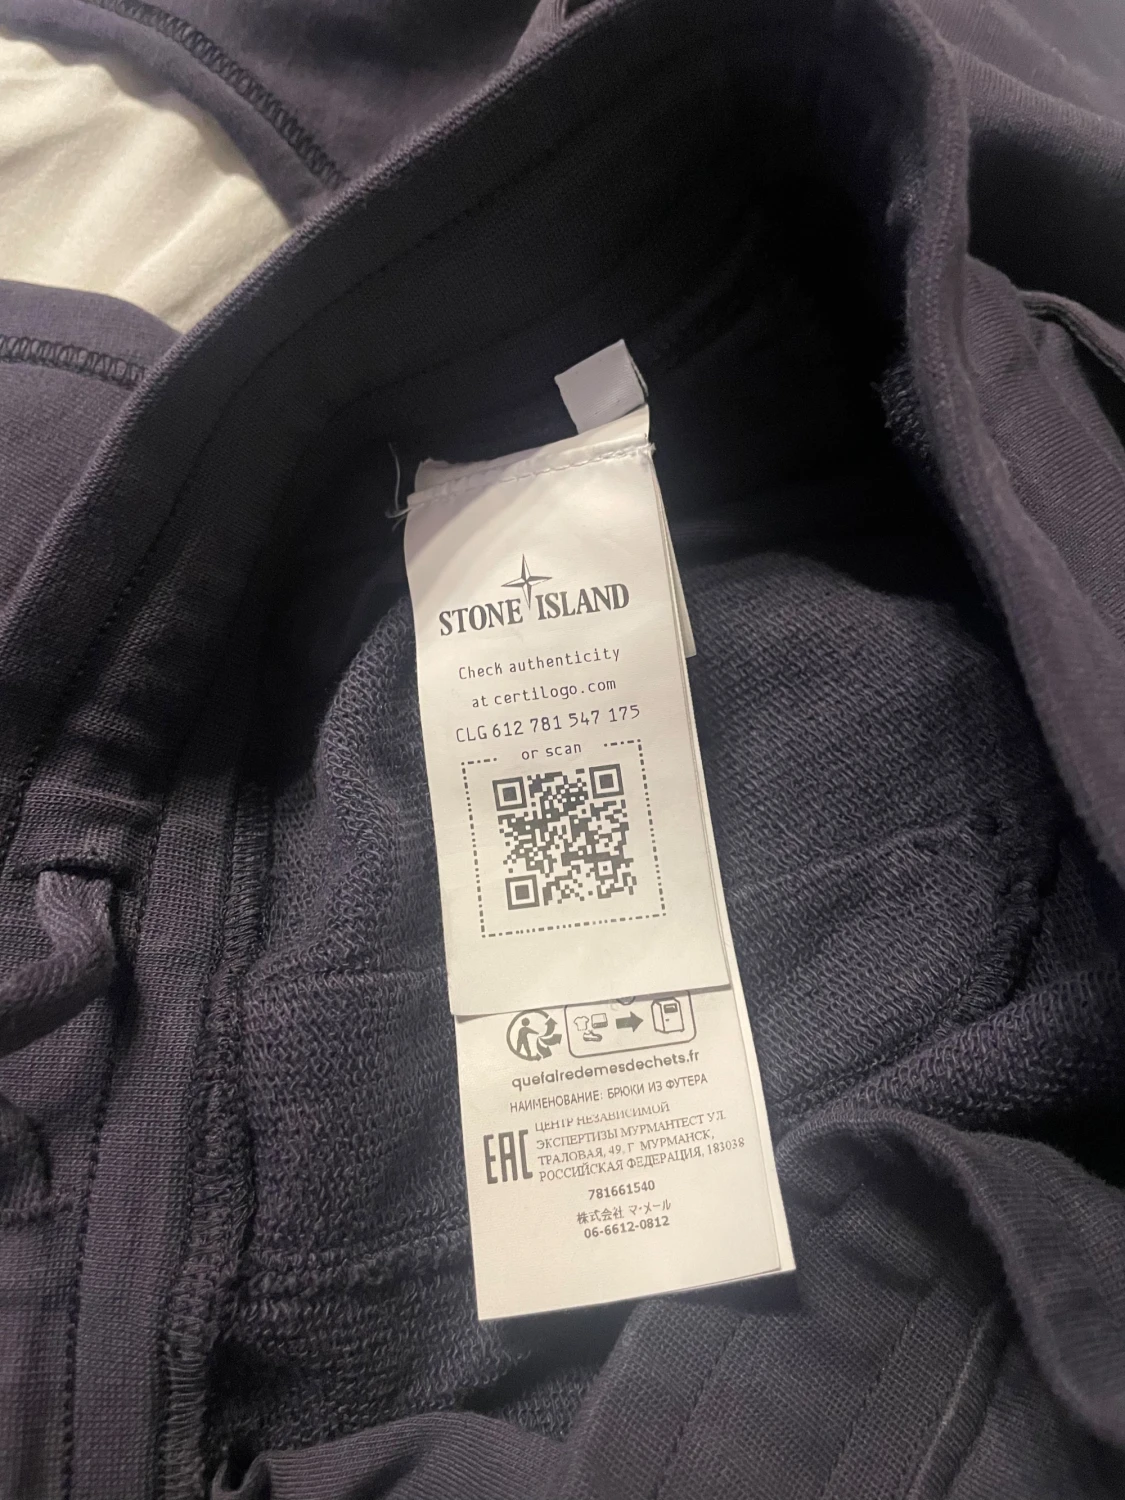 STONE ISLAND
Check authenticity
at certilogo.com
CLG 612 781 547 175
or scan
quefairedemesdechets.fr
НАИМЕНОВАНИЕ: БРЮКИ ИЗ ФУТЕРА
EAC
ЦЕНТР НЕЗАВИСИМОЙ
ЭКСПЕРТИЗЫ МУРМАНТЕСТ УЛ.
ТРАЛОВАЯ, 49, Г МУРМАНСК,
РОССИЙСКАЯ ФЕДЕРАЦИЯ, 183038
781661540
株式会社 マ・メール
06-6612-0812